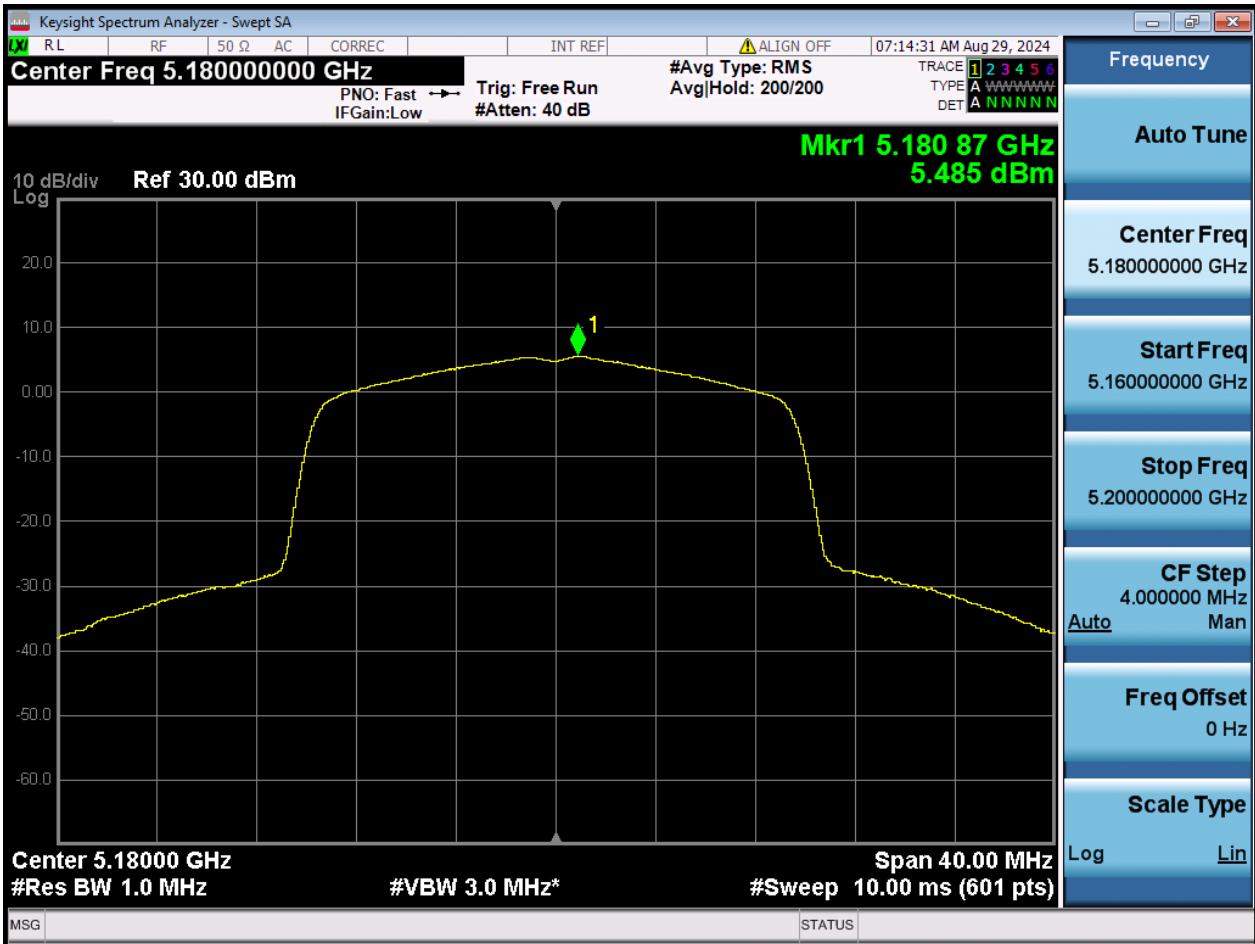 Keysight Spectrum Analyzer - Swept SA
LXI RL RF 50 Ω AC CORREC INT REF ALIGN OFF 07:14:31 AM Aug 29, 2024
Center Freq 5.180000000 GHz
PNO: Fast
IFGain:Low
Trig: Free Run
#Atten: 40 dB
#Avg Type: RMS
Avg|Hold: 200/200
TRACE 1 2 3 4 5 6
TYPE A WWWWW
DET A N N N N N
Mkr1 5.180 87 GHz
5.485 dBm
10 dB/div Ref 30.00 dBm
Log
20.0
10.0
0.00
-10.0
-20.0
-30.0
-40.0
-50.0
-60.0
1
Center 5.18000 GHz Span 40.00 MHz
#Res BW 1.0 MHz #VBW 3.0 MHz* #Sweep 10.00 ms (601 pts)
MSG STATUS
Frequency
Auto Tune
Center Freq
5.180000000 GHz
Start Freq
5.160000000 GHz
Stop Freq
5.200000000 GHz
CF Step
4.000000 MHz
Auto Man
Freq Offset
0 Hz
Scale Type
Log Lin